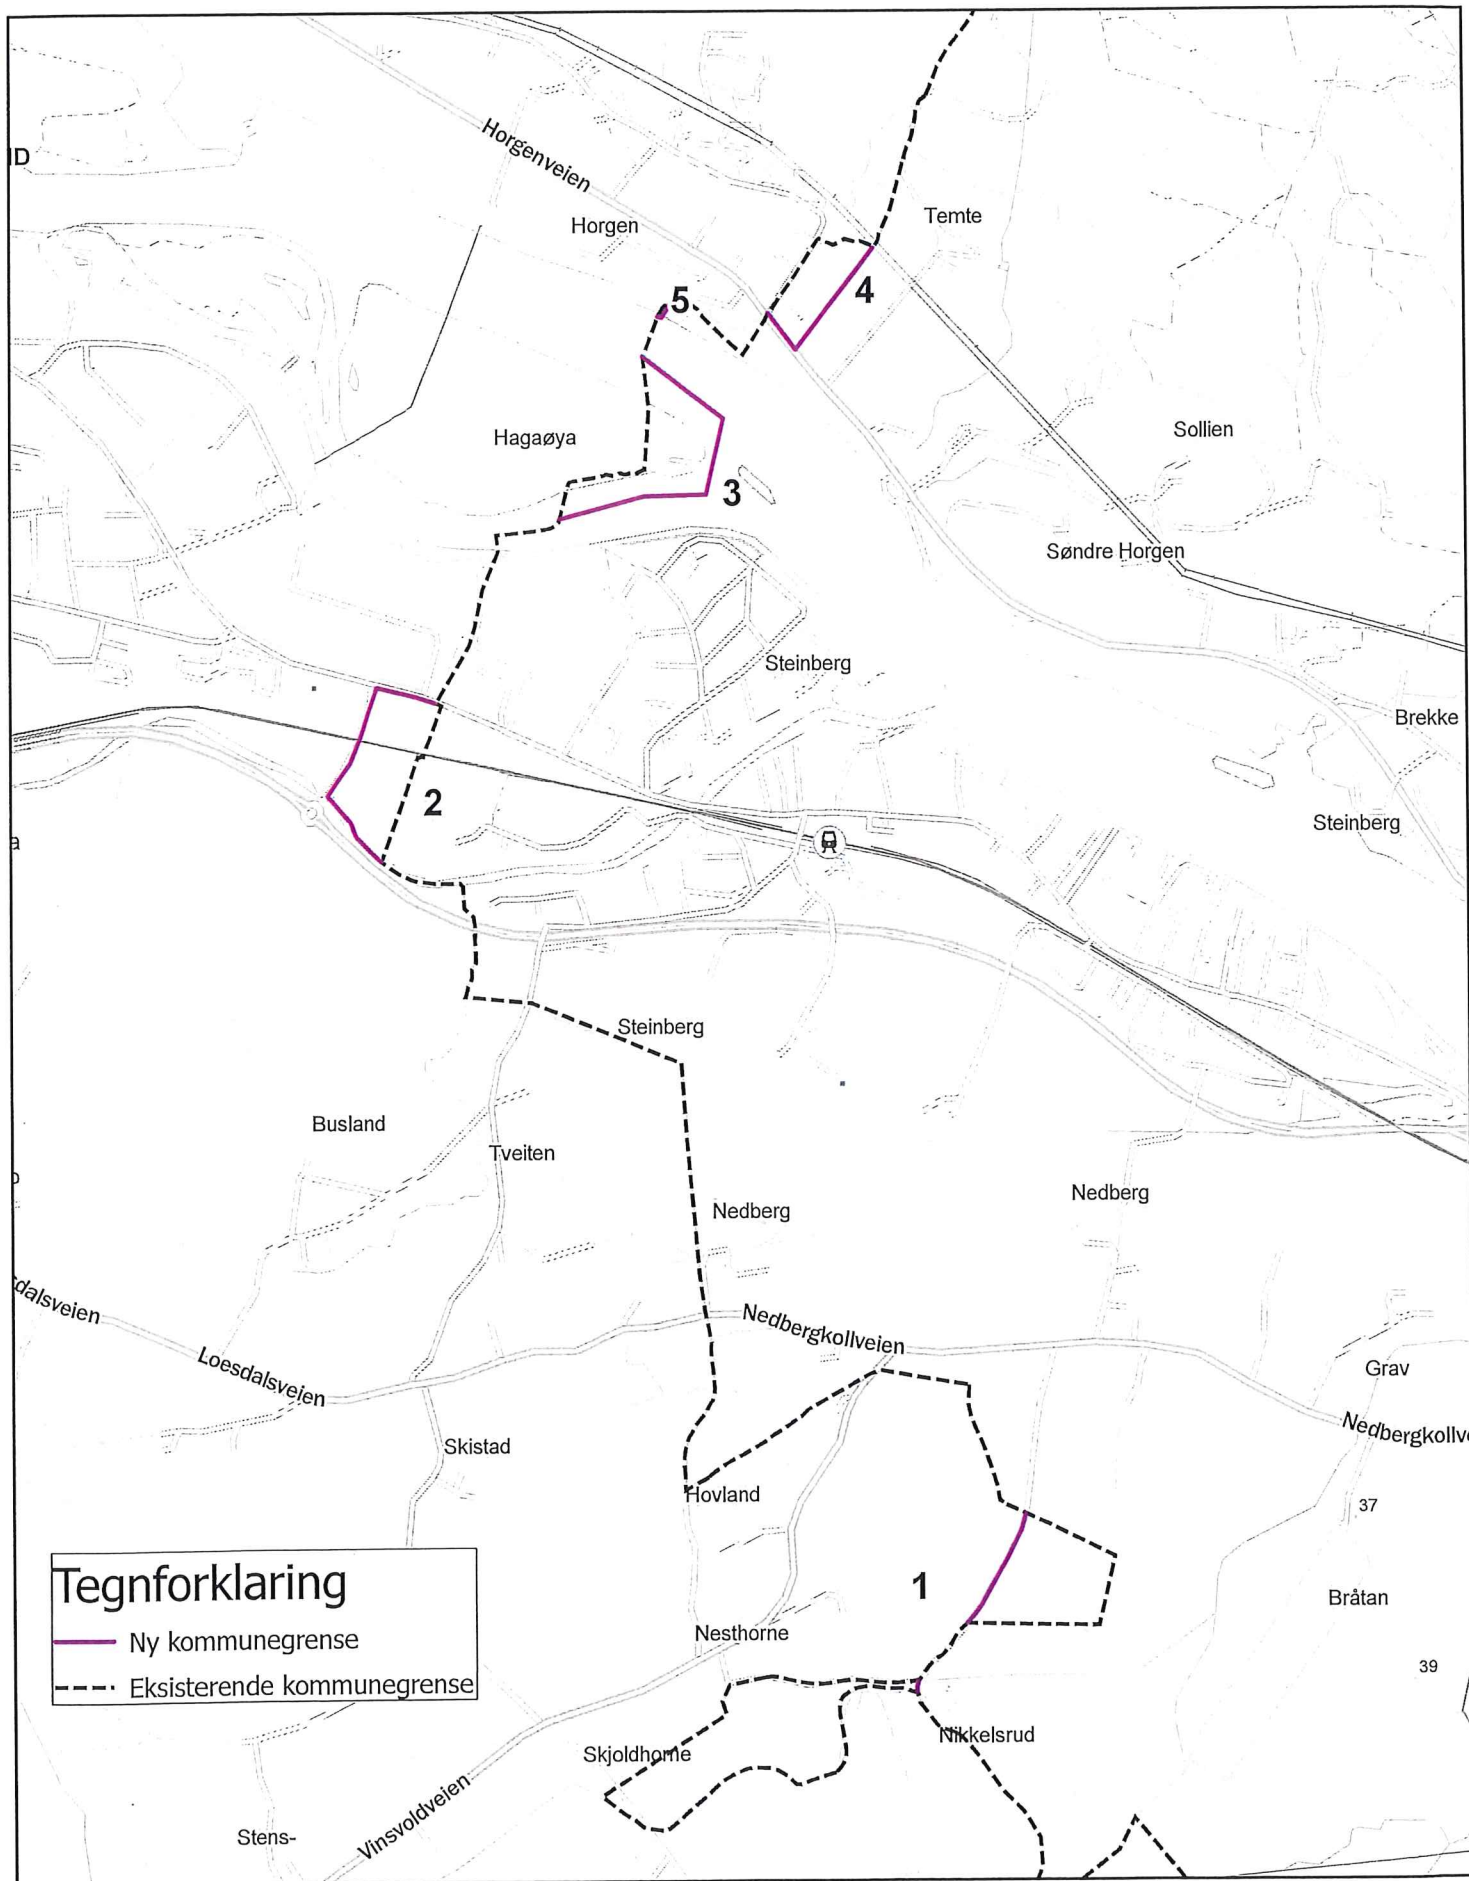 ID
Horgenveien
Horgen
Temte
4
5
Hagaøya
Sollien
3
Søndre Horgen
Steinberg
Brekke
2
Steinberg
a
Steinberg
Busland
Tveiten
Nedberg
Nedberg
dalsveien
Nedbergkollveien
Loesdalsveien
Grav
Nedbergkollve
Skistad
Hovland
37
Tegnforklaring
Ny kommunegrense
Eksisterende kommunegrense
1
Bråtan
Nesthorne
39
Nikkelsrud
Skjoldhorne
Vinsvoldveien
Stens-